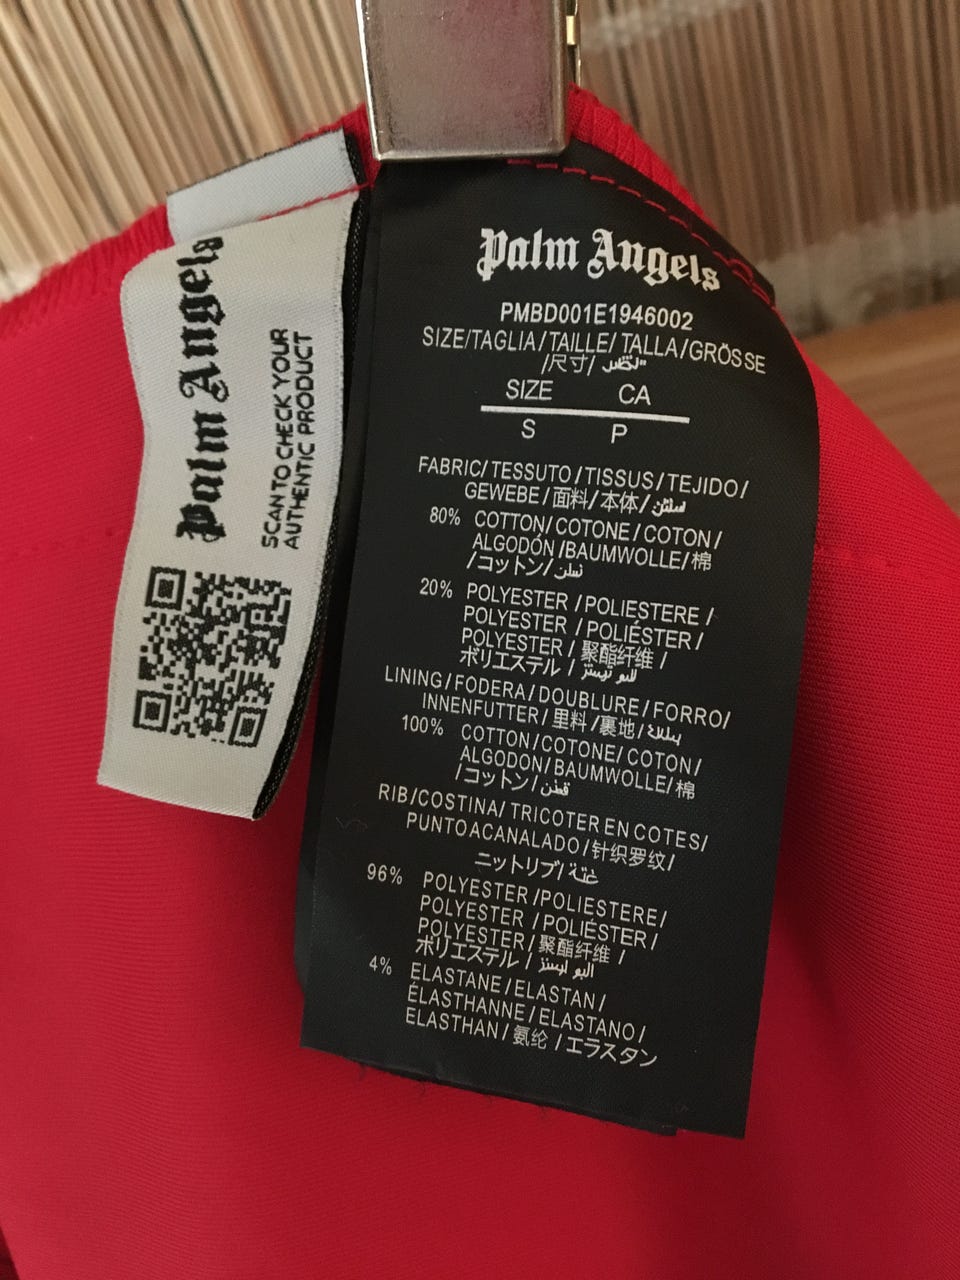 Palm Angels
SCAN TO CHECK YOUR
AUTHENTIC PRODUCT
Palm Angels
PMBD001E1946002
SIZE/TAGLIA/TAILLE/TALLA/GRÖSSE
/尺寸/
SIZE CA
S P
FABRIC/TESSUTO/TISSUS/TEJIDO/
GEWEBE/面料/本体/
80% COTTON/COTONE/COTON/
ALGODÓN/BAUMWOLLE/棉
/コットン/
20% POLYESTER/POLIESTERE/
POLYESTER/POLIÉSTER/
POLYESTER/聚酯纤维/
ボリエステル/
LINING/FODERA/DOUBLURE/FORRO/
INNENFUTTER/里料/裏地/
100% COTTON/COTONE/COTON/
ALGODON/BAUMWOLLE/棉
/コットン/
RIB/COSTINA/TRICOTER EN COTES/
PUNTO ACANALADO/针织罗纹/
ニットリブ/
96% POLYESTER/POLIESTERE/
POLYESTER/POLIÉSTER/
POLYESTER/聚酯纤维/
ボリエステル/
4% ELASTANE/ELASTAN/
ÉLASTHANNE/ELASTANO/
ELASTHAN/氨纶/エラスタン